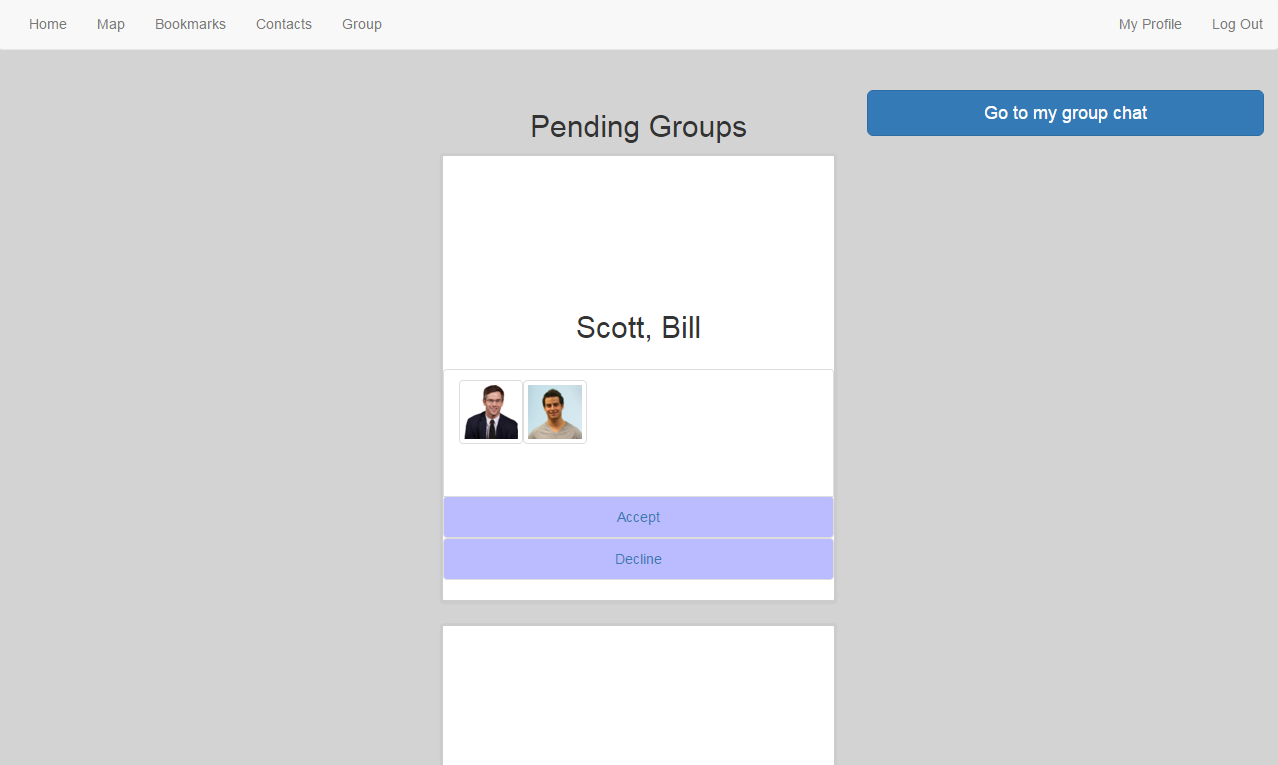 Home Map Bookmarks Contacts Group My Profile Log Out
Go to my group chat
Pending Groups
Scott, Bill
Accept
Decline